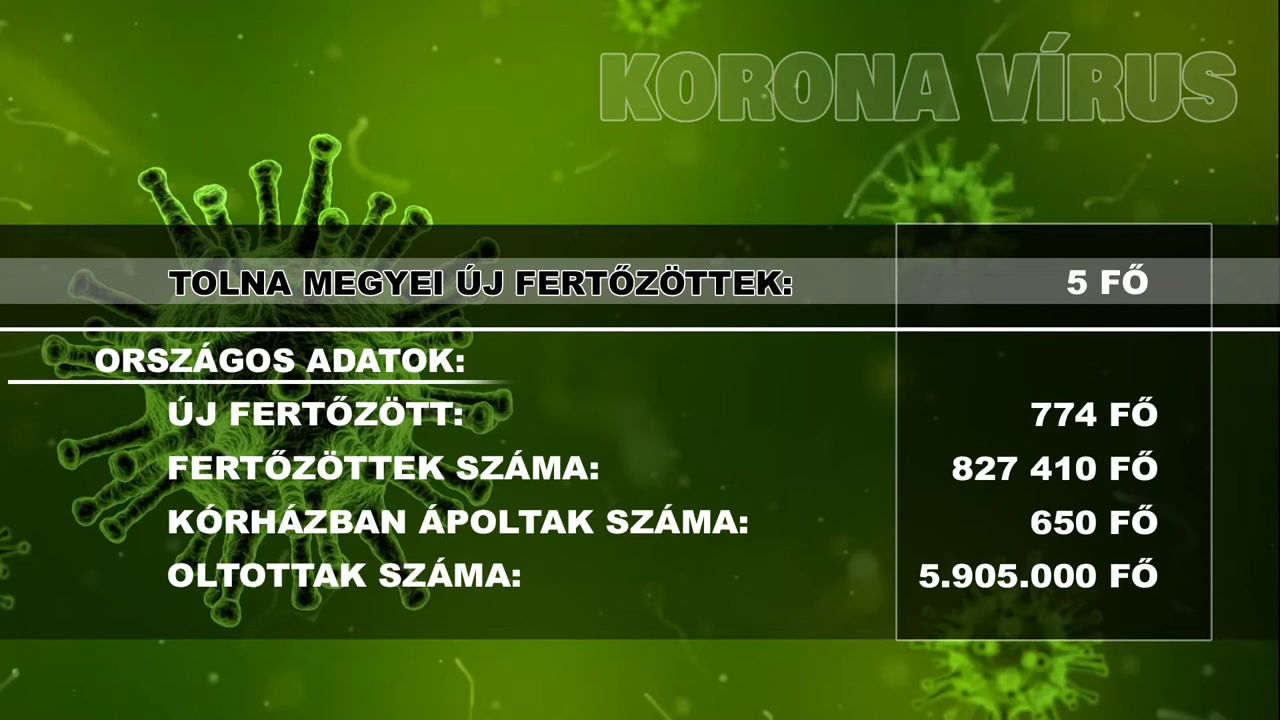 KORONA VÍRUS
TOLNA MEGYEI ÚJ FERTŐZÖTTEK: 5 FŐ
ORSZÁGOS ADATOK:
ÚJ FERTŐZÖTT: 774 FŐ
FERTŐZÖTTEK SZÁMA: 827 410 FŐ
KÓRHÁZBAN ÁPOLTAK SZÁMA: 650 FŐ
OLTOTTAK SZÁMA: 5.905.000 FŐ